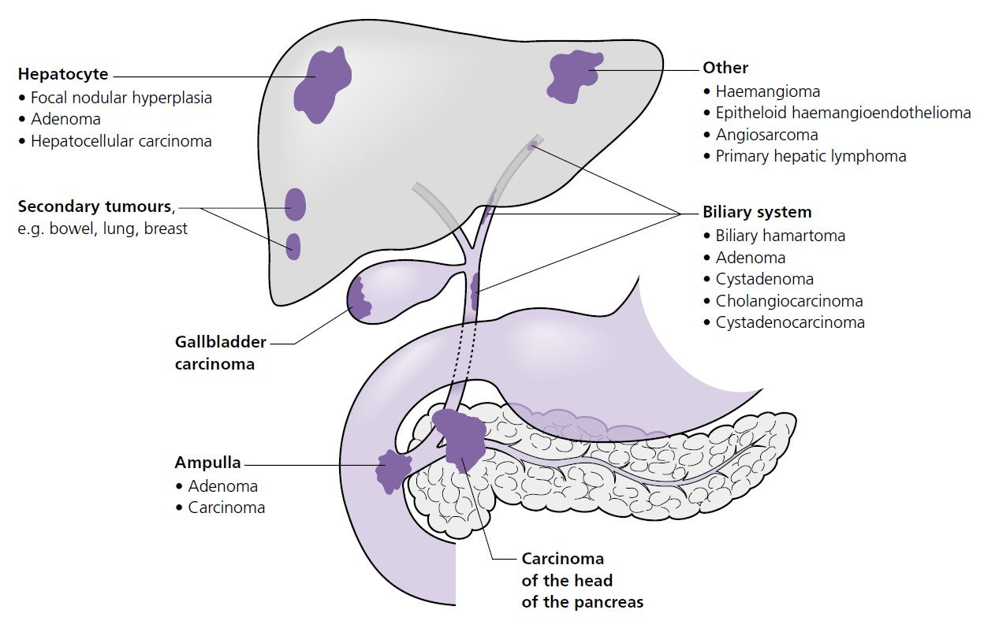 Hepatocyte
• Focal nodular hyperplasia
• Adenoma
• Hepatocellular carcinoma
Secondary tumours,
e.g. bowel, lung, breast
Gallbladder
carcinoma
Ampulla
• Adenoma
• Carcinoma
Other
• Haemangioma
• Epitheloid haemangioendothelioma
• Angiosarcoma
• Primary hepatic lymphoma
Biliary system
• Biliary hamartoma
• Adenoma
• Cystadenoma
• Cholangiocarcinoma
• Cystadenocarcinoma
Carcinoma
of the head
of the pancreas